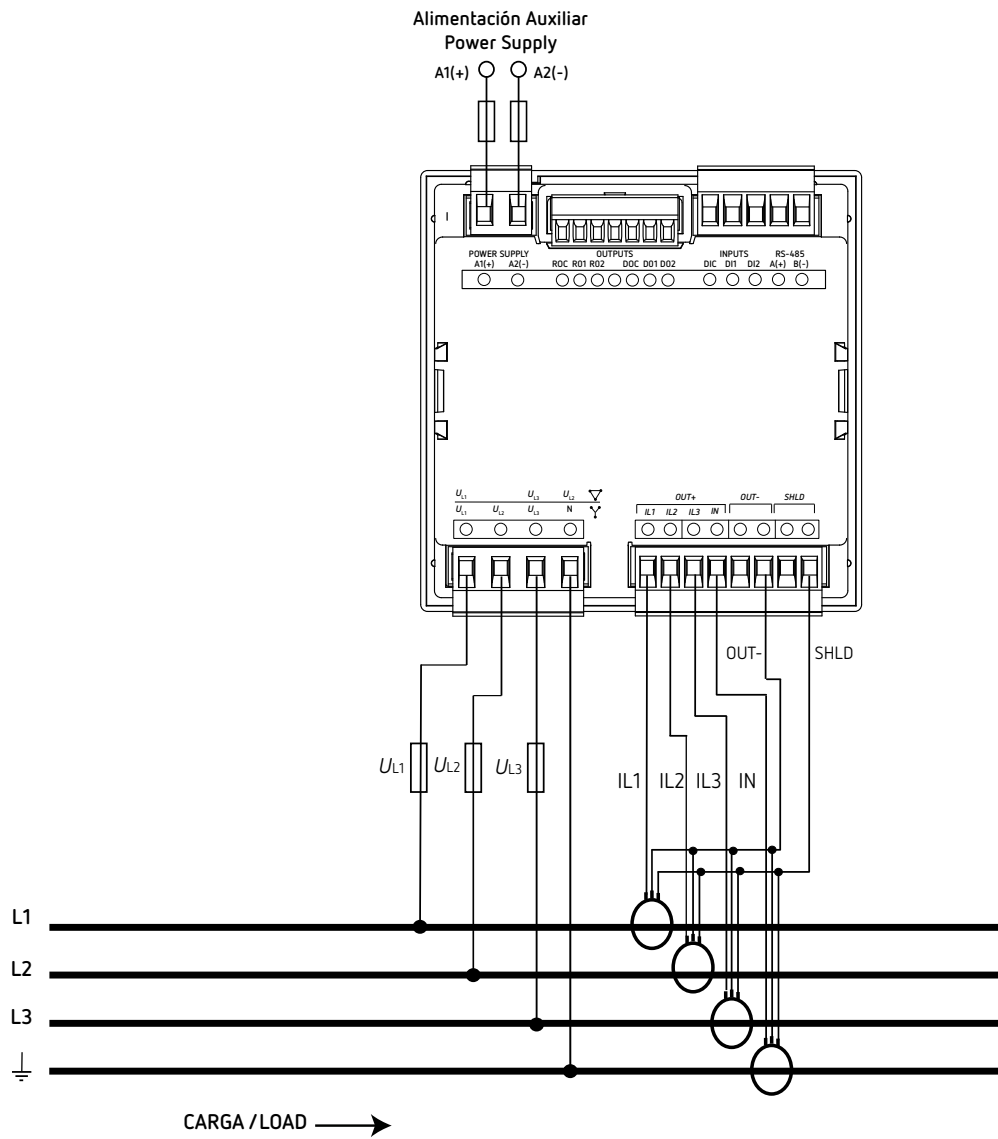 Alimentación Auxiliar
Power Supply
A1(+) A2(-)
I
POWER SUPPLY OUTPUTS INPUTS RS-485
A1(+) A2(-) ROC RO1 RO2 DOC DO1 DO2 DIC DI1 DI2 A(+) B(-)
UL1 UL3 UL2
UL1 UL2 UL3 N
OUT+ OUT- SHLD
IL1 IL2 IL3 IN
OUT- SHLD
UL1 UL2 UL3 IL1 IL2 IL3 IN
L1
L2
L3
CARGA / LOAD